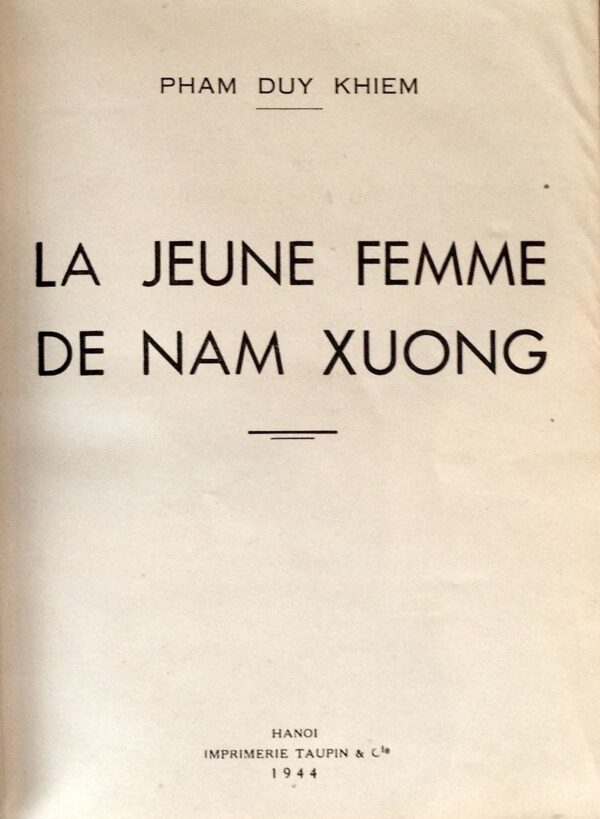 PHAM DUY KHIEM
LA JEUNE FEMME
DE NAM XUONG
HANOI
IMPRIMERIE TAUPIN & Cie
1944